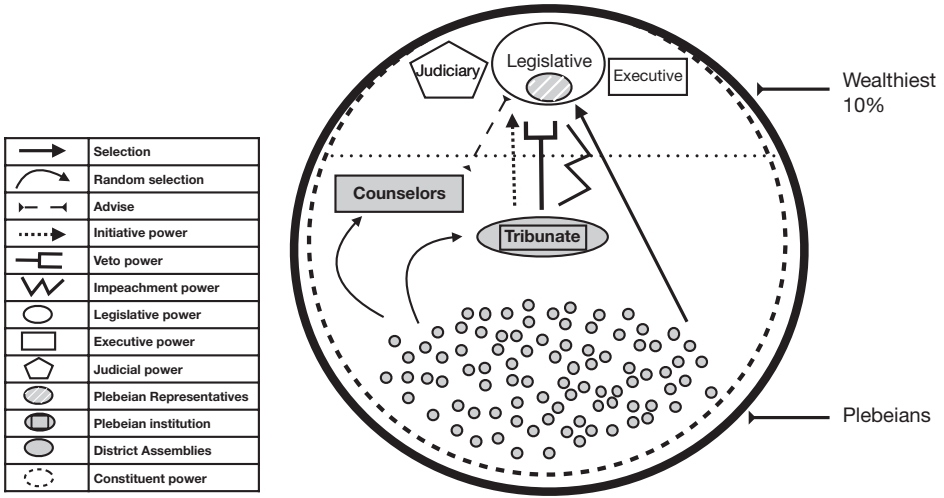 Judiciary
Legislative
Executive
Wealthiest
10%
Counselors
Tribunate
Plebeians
Selection
Random selection
Advise
Initiative power
Veto power
Impeachment power
Legislative power
Executive power
Judicial power
Plebeian Representatives
Plebeian institution
District Assemblies
Constituent power